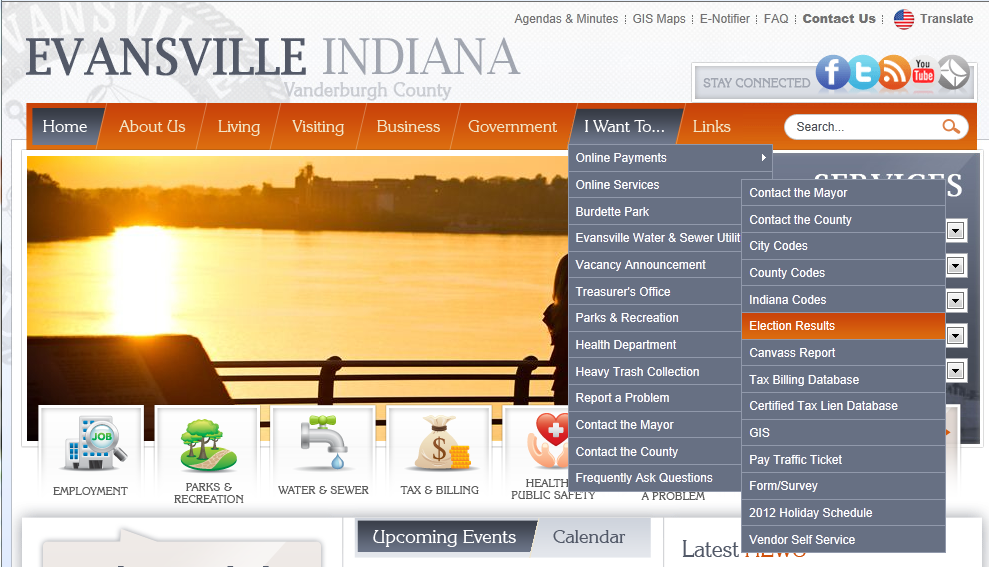 Agendas & Minutes GIS Maps E-Notifier FAQ Contact Us Translate
EVANSVILLE INDIANA
Vanderburgh County
STAY CONNECTED
You
Tube
Home About Us Living Visiting Business Government I Want To... Links Search...
SERVICES
Online Payments
Online Services
Burdette Park
Evansville Water & Sewer Utilit
Vacancy Announcement
Treasurer's Office
Parks & Recreation
Health Department
Heavy Trash Collection
Report a Problem
Contact the Mayor
Contact the County
Frequently Ask Questions
Contact the Mayor
Contact the County
City Codes
County Codes
Indiana Codes
Election Results
Canvass Report
Tax Billing Database
Certified Tax Lien Database
GIS
Pay Traffic Ticket
Form/Survey
2012 Holiday Schedule
Vendor Self Service
JOB
EMPLOYMENT
PARKS &
RECREATION
WATER & SEWER
$
TAX & BILLING
HEALTH
PUBLIC SAFETY
A PROBLEM
Upcoming Events Calendar
Latest NEWS